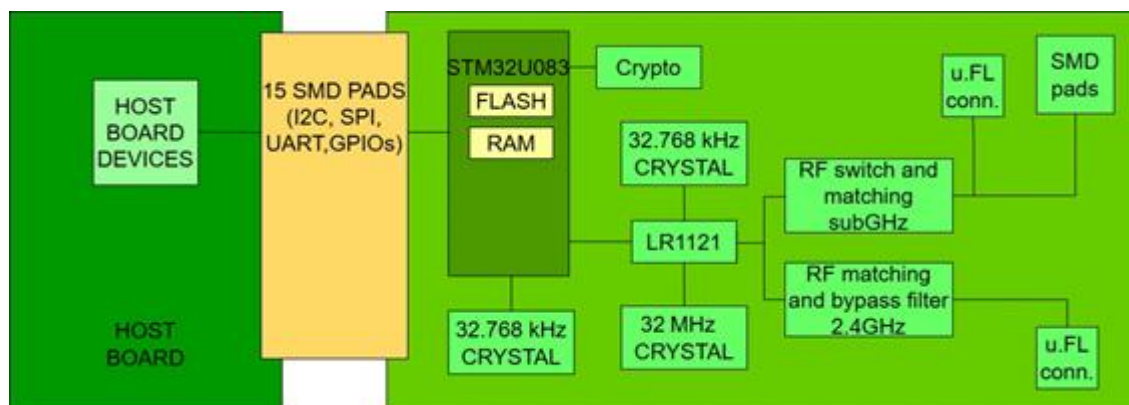 HOST
BOARD
DEVICES
HOST
BOARD
15 SMD PADS
(I2C, SPI,
UART,GPIOs)
STM32U083
FLASH
RAM
Crypto
32.768 kHz
CRYSTAL
32.768 kHz
CRYSTAL
LR1121
32 MHz
CRYSTAL
RF switch and
matching
subGHz
RF matching
and bypass filter
2,4GHz
u.FL
conn.
SMD
pads
u.FL
conn.